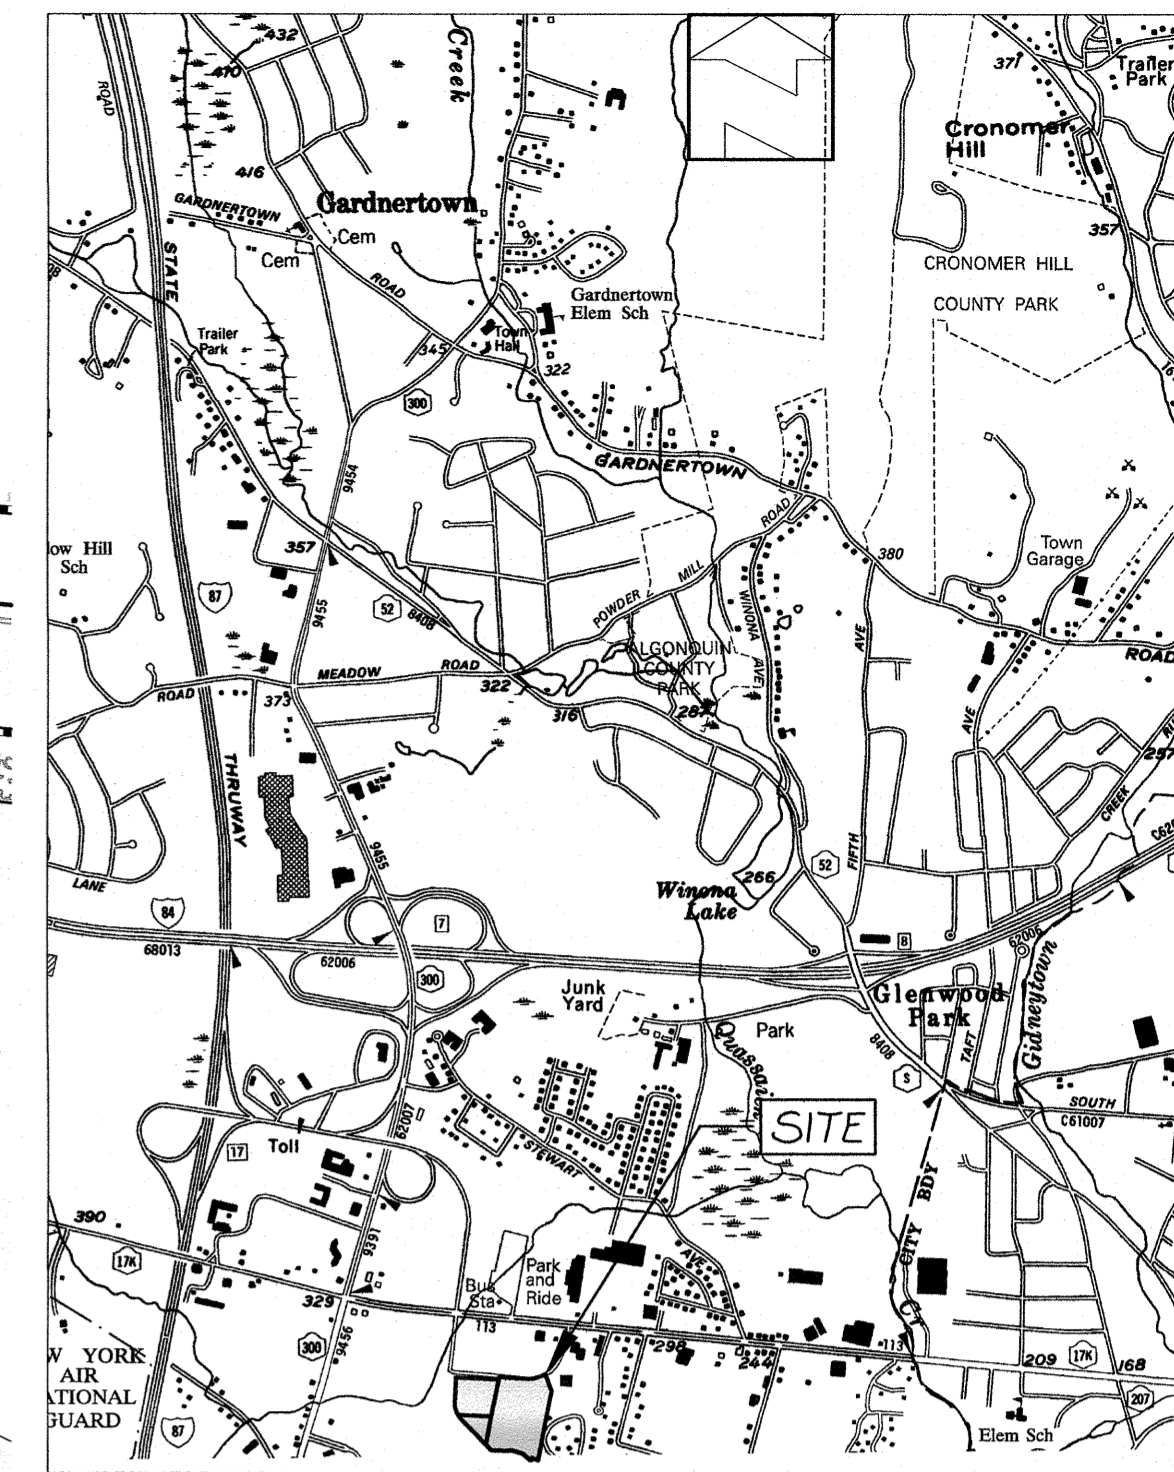 432
Creek
ROAD
410
371
Trailer
Park
Cronomer
Hill
416
GARDNERTOWN
Gardnertown
Cem
Cem
357
STATE
ROAD
CRONOMER HILL
COUNTY PARK
Gardnertown
Elem Sch
Trailer
Park
345
Town
Hall
322
300
GARDNERTOWN
9454
ROAD
357
380
Town
Garage
low Hill
Sch
87
52
8408
9455
POWDER
MILL
WINONA
AVE
AVE
ALGONQUIN
COUNTY
PARK
ROAD
MEADOW
ROAD
322
ROAD
373
316
287
AVE
257
THRUWAY
CREEK
9455
FIFTH
52
LANE
266
Winona
Lake
84
7
8
68013
62006
62006
300
Junk
Yard
Glenwood
Park
Park
Gidneytown
Quassaick
8408
TAFT
S
SITE
SOUTH
C61007
62007
17
Toll
STEWART
BDY
CITY
390
17K
9391
AVE
Park
and
Ride
Bus
Sta
329
113
298
244
113
Cr
209
17K
168
300
9456
W YORK
AIR
ATIONAL
GUARD
87
207
Elem Sch